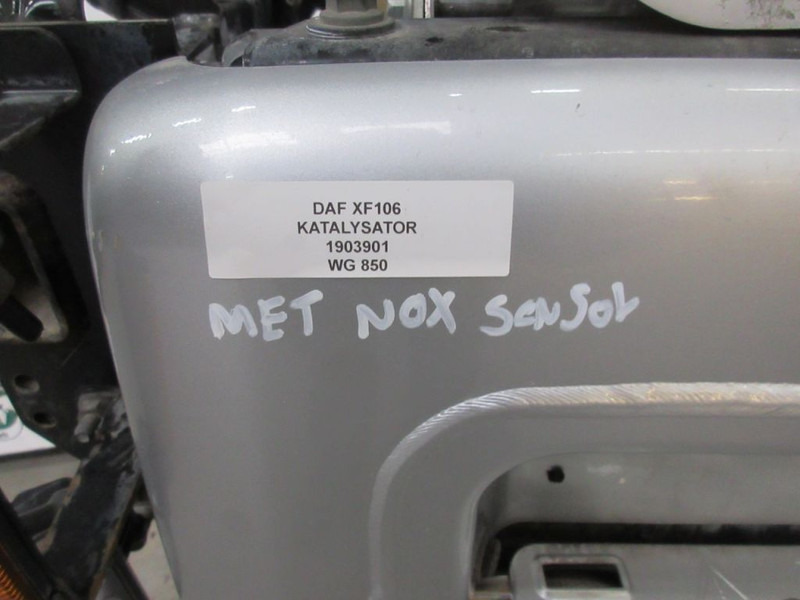 DAF XF106
KATALYSATOR
1903901
WG 850
MET NOX SENSOR